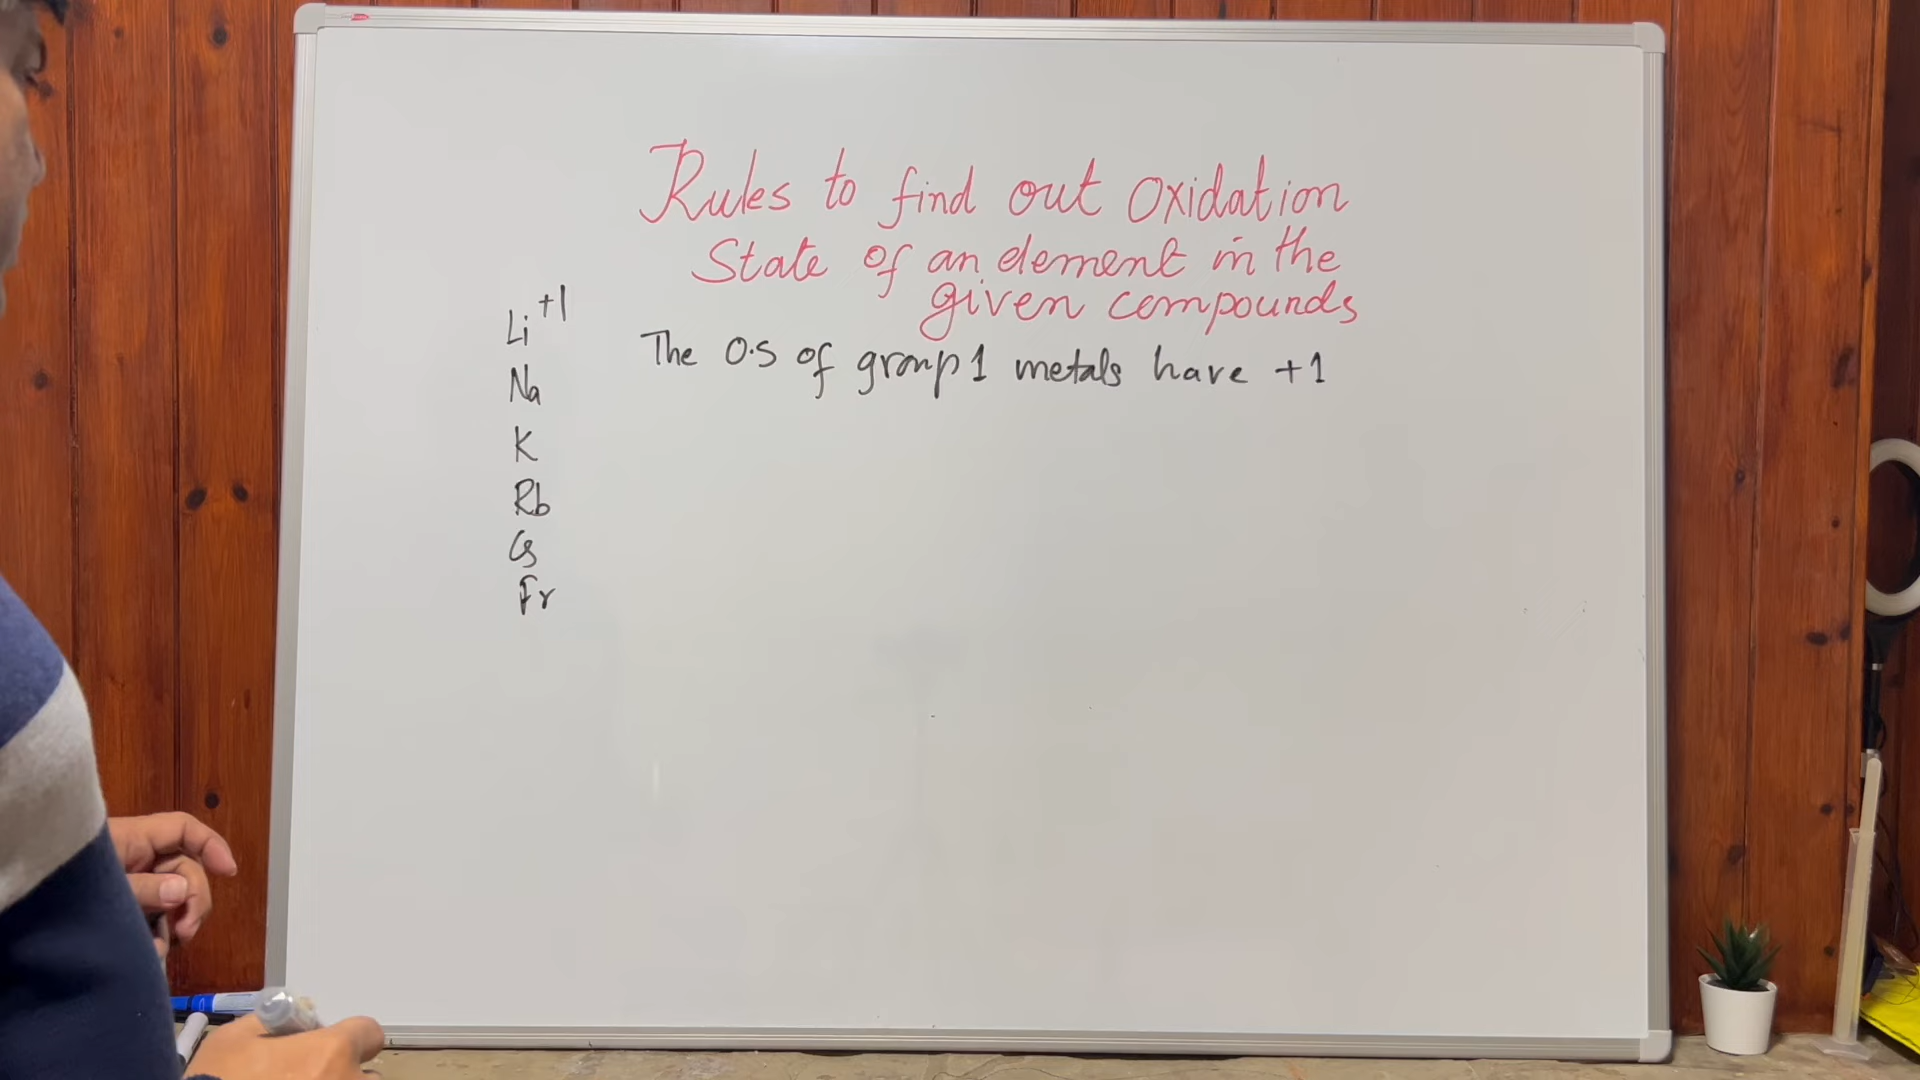 Rules to find out Oxidation
State of an element in the
given compounds
The O.S of group 1 metals have +1
Li +1
Na
K
Rb
Cs
Fr